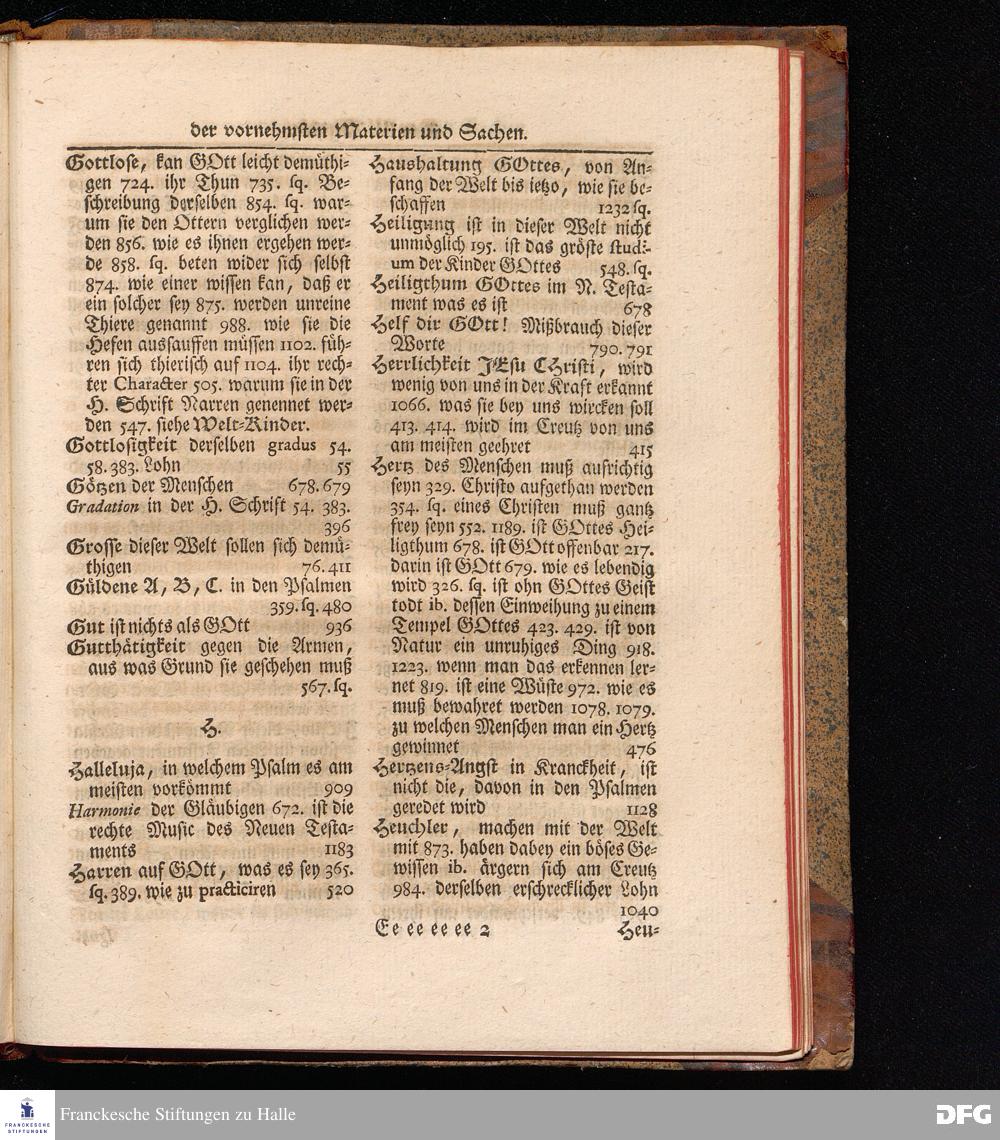 der vornehmsten Materien und Sachen.
Gottlose, kan GOtt leicht demüthi-
gen 724. ihr Thun 735. sq. Be-
schreibung derselben 854. sq. war-
um sie den Ottern verglichen wer-
den 856. wie es ihnen ergehen wer-
de 858. sq. beten wider sich selbst
874. wie einer wissen kan, daß er
ein solcher sey 875. werden unreine
Thiere genannt 988. wie sie die
Hefen aussauffen müssen 1102. füh-
ren sich thierisch auf 1104. ihr rech-
ter Character 505. warum sie in der
H. Schrift Narren genennet wer-
den 547. siehe Welt-Kinder.
Gottlosigkeit derselben gradus 54.
58. 383. Lohn 55
Götzen der Menschen 678. 679
Gradation in der H. Schrift 54. 383.
396
Grosse dieser Welt sollen sich demü-
thigen 76. 411
Güldene A, B, C. in den Psalmen
359. sq. 480
Gut ist nichts als GOtt 936
Gutthätigkeit gegen die Armen,
aus was Grund sie geschehen muß
567. sq.
H.
Halleluja, in welchem Psalm es am
meisten vorkömmt 909
Harmonie der Gläubigen 672. ist die
rechte Music des Neuen Testa-
ments 1183
Harren auf GOtt, was es sey 365.
sq. 389. wie zu practiciren 520
Haushaltung GOttes, von An-
fang der Welt bis ietzo, wie sie be-
schaffen 1232 sq.
Heiligung ist in dieser Welt nicht
unmöglich 195. ist das gröste studi-
um der Kinder GOttes 548. sq.
Heiligthum GOttes im N. Testa-
ment was es ist 678
Helf dir GOtt! Mißbrauch dieser
Worte 790. 791
Herrlichkeit JEsu CHristi, wird
wenig von uns in der Kraft erkannt
1066. was sie bey uns wircken soll
413. 414. wird im Creutz von uns
am meisten geehret 415
Hertz des Menschen muß aufrichtig
seyn 329. Christo aufgethan werden
354. sq. eines Christen muß gantz
frey seyn 552. 1189. ist GOttes Hei-
ligthum 678. ist GOtt offenbar 217.
darin ist GOtt 679. wie es lebendig
wird 326. sq. ist ohn GOttes Geist
todt ib. dessen Einweihung zu einem
Tempel GOttes 423. 429. ist von
Natur ein unruhiges Ding 918.
1223. wenn man das erkennen ler-
net 819. ist eine Wüste 972. wie es
muß bewahret werden 1078. 1079.
zu welchen Menschen man ein Hertz
gewinnet 476
Hertzens-Angst in Kranckheit, ist
nicht die, davon in den Psalmen
geredet wird 1128
Heuchler, machen mit der Welt
mit 873. haben dabey ein böses Ge-
wissen ib. ärgern sich am Creutz
984. derselben erschrecklicher Lohn
1040
Ee ee ee ee 2 Heu-
FRANCKESCHE STIFTUNGEN
Franckesche Stiftungen zu Halle
DFG